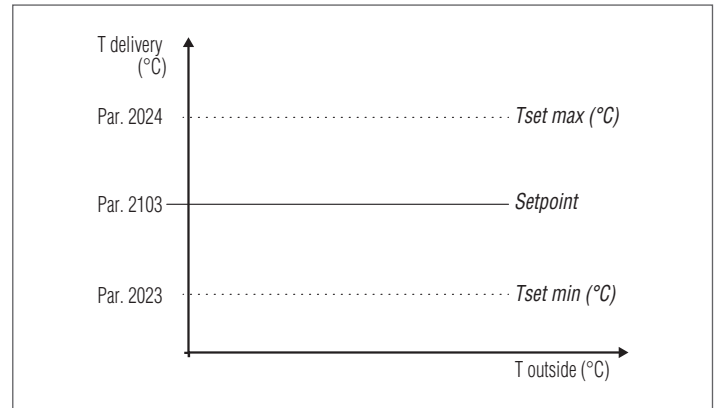 T delivery
(°C)
Par. 2024
Tset max (°C)
Par. 2103
Setpoint
Par. 2023
Tset min (°C)
T outside (°C)